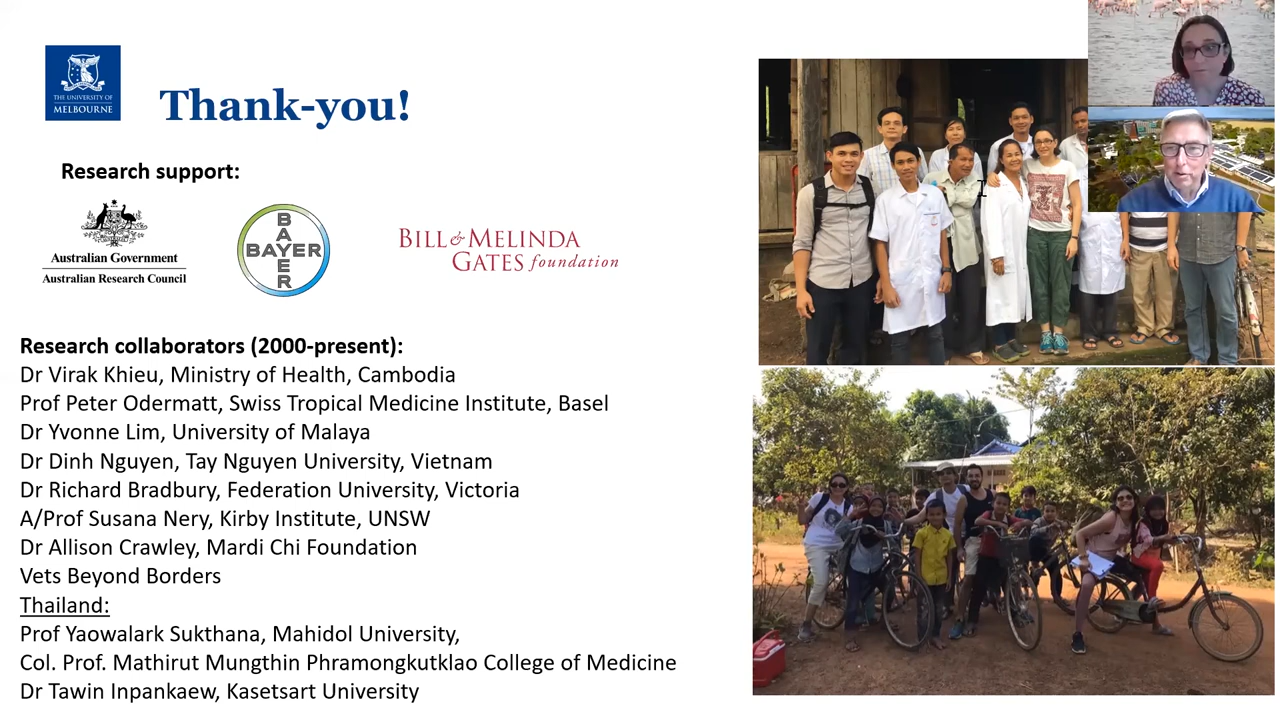 THE UNIVERSITY OF
MELBOURNE
Thank-you!
Research support:
Australian Government
Australian Research Council
BAYER
BAYER
BILL & MELINDA
GATES foundation
Research collaborators (2000-present):
Dr Virak Khieu, Ministry of Health, Cambodia
Prof Peter Odermatt, Swiss Tropical Medicine Institute, Basel
Dr Yvonne Lim, University of Malaya
Dr Dinh Nguyen, Tay Nguyen University, Vietnam
Dr Richard Bradbury, Federation University, Victoria
A/Prof Susana Nery, Kirby Institute, UNSW
Dr Allison Crawley, Mardi Chi Foundation
Vets Beyond Borders
Thailand:
Prof Yaowalark Sukthana, Mahidol University,
Col. Prof. Mathirut Mungthin Phramongkutklao College of Medicine
Dr Tawin Inpankaew, Kasetsart University